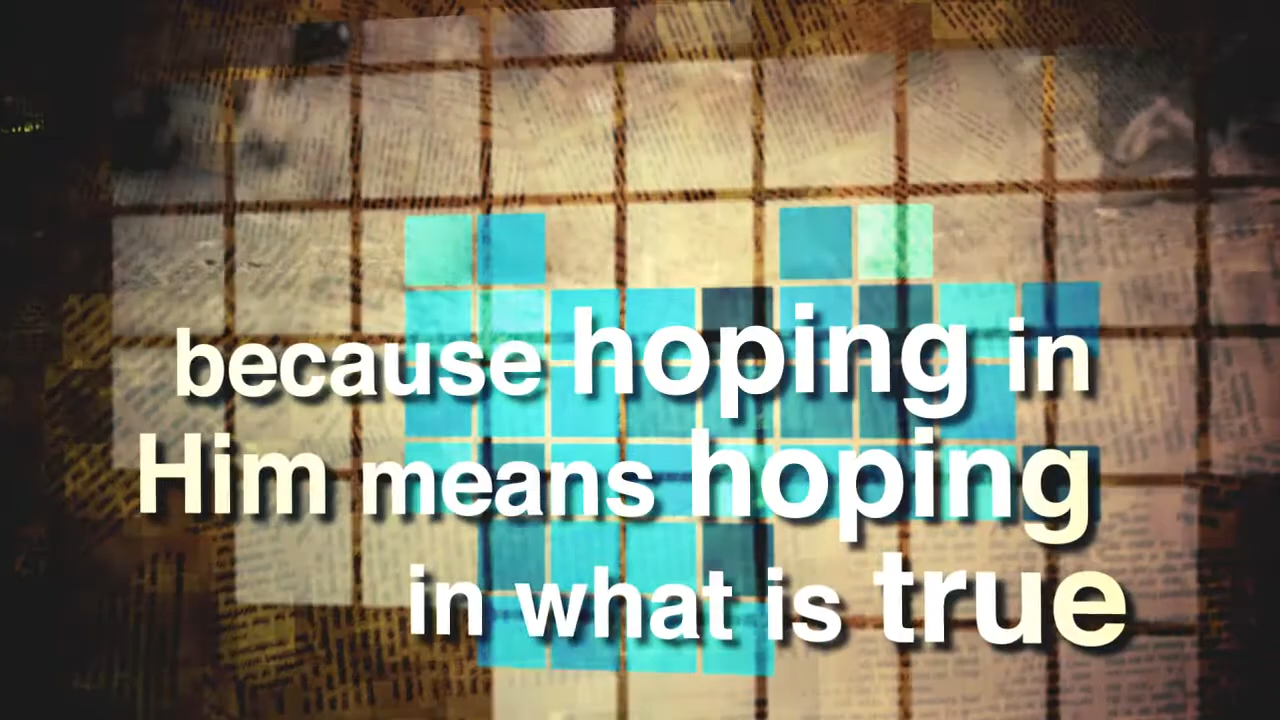 because hoping in
Him means hoping
in what is true